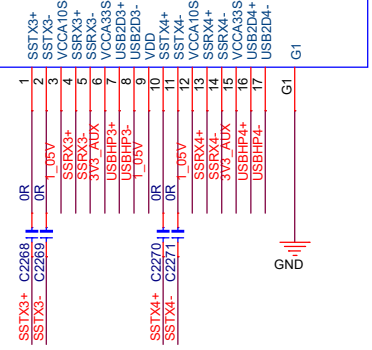 SSTX3+
SSTX3-
VCCA10S
SSRX3+
SSRX3-
VCCA33S
USB2D3+
USB2D3-
VDD
SSTX4+
SSTX4-
VCCA10S
SSRX4+
SSRX4-
VCCA33S
USB2D4+
USB2D4-
G1
1
2
3
4
5
6
7
8
9
10
11
12
13
14
15
16
17
G1
0R
0R
1_05V
SSRX3+
SSRX3-
3V3_AUX
USBHP3+
USBHP3-
1_05V
0R
0R
1_05V
SSRX4+
SSRX4-
3V3_AUX
USBHP4+
USBHP4-
C2268
C2269
C2270
C2271
GND
SSTX3+
SSTX3-
SSTX4+
SSTX4-